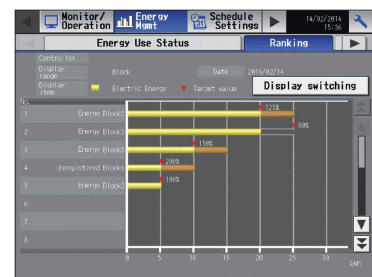 Monitor/ Operation
Energy Mgmt
Schedule Settings
14/02/2014
15:36
Energy Use Status
Ranking
Controller
Display range
Block
Date
2014/02/14
Display item
Electric Energy
Target value
Display switching
No.
1 Energy Block2 125%
2 Energy Block3 80%
3 Energy Block5 150%
4 Unregistered Blocks 200%
5 Energy Block3 100%
6
7
8
0 5 10 15 20 25 30
kWh